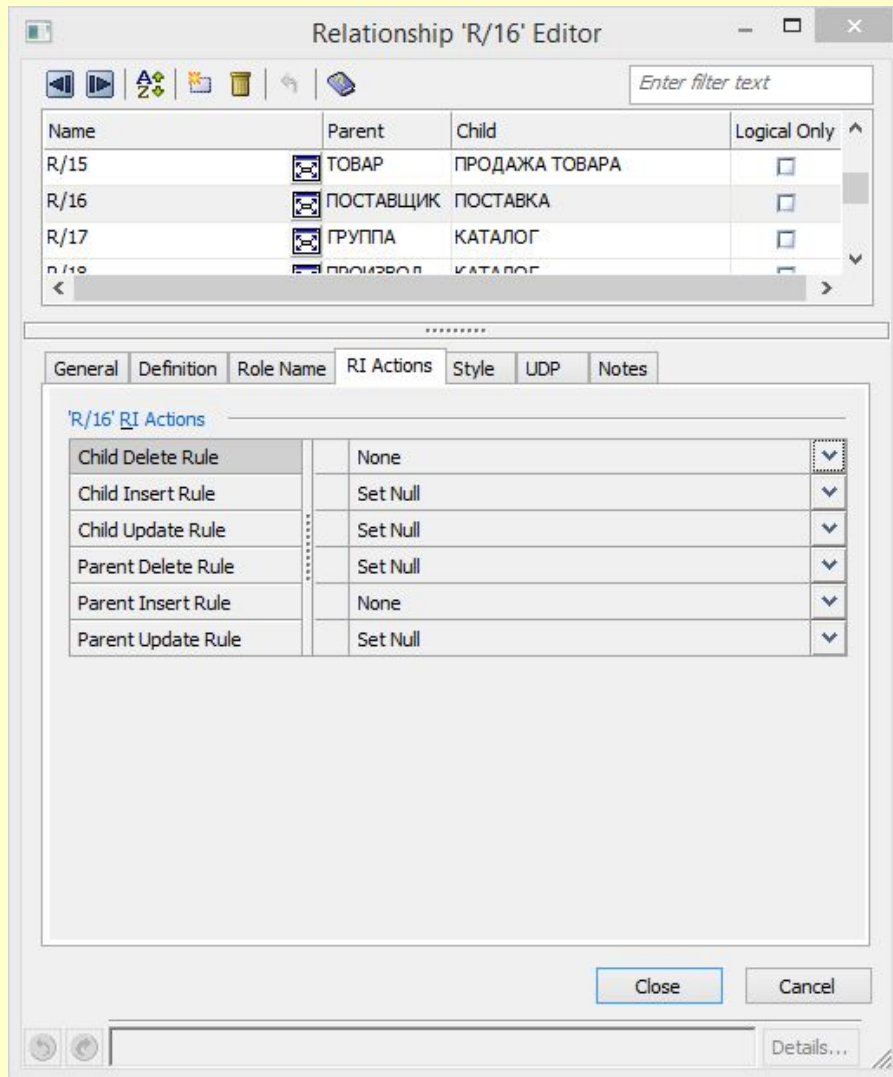 Relationship 'R/16' Editor
Enter filter text
Name Parent Child Logical Only
R/15 ТОВАР ПРОДАЖА ТОВАРА
R/16 ПОСТАВЩИК ПОСТАВКА
R/17 ГРУППА КАТАЛОГ
R/18 ПРОИЗВОД КАТАЛОГ
General Definition Role Name RI Actions Style UDP Notes
'R/16' RI Actions
Child Delete Rule None
Child Insert Rule Set Null
Child Update Rule Set Null
Parent Delete Rule Set Null
Parent Insert Rule None
Parent Update Rule Set Null
Close Cancel
Details...